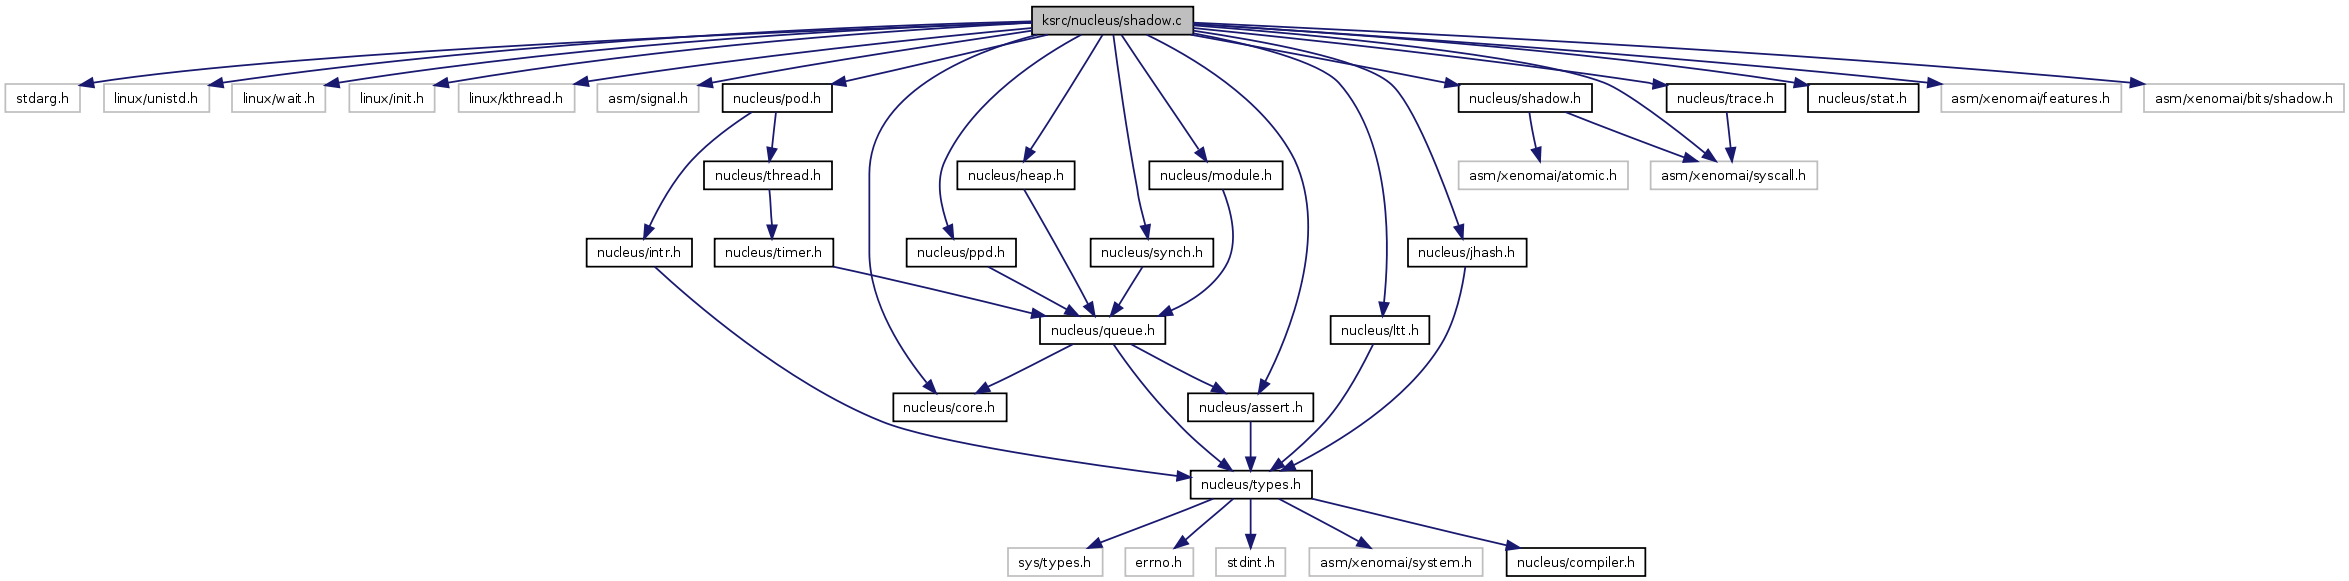 ksrc/nucleus/shadow.c
stdarg.h
linux/unistd.h
linux/wait.h
linux/init.h
linux/kthread.h
asm/signal.h
nucleus/pod.h
nucleus/shadow.h
nucleus/trace.h
nucleus/stat.h
asm/xenomai/features.h
asm/xenomai/bits/shadow.h
nucleus/thread.h
nucleus/heap.h
nucleus/module.h
asm/xenomai/atomic.h
asm/xenomai/syscall.h
nucleus/intr.h
nucleus/timer.h
nucleus/ppd.h
nucleus/synch.h
nucleus/jhash.h
nucleus/queue.h
nucleus/ltt.h
nucleus/core.h
nucleus/assert.h
nucleus/types.h
sys/types.h
errno.h
stdint.h
asm/xenomai/system.h
nucleus/compiler.h